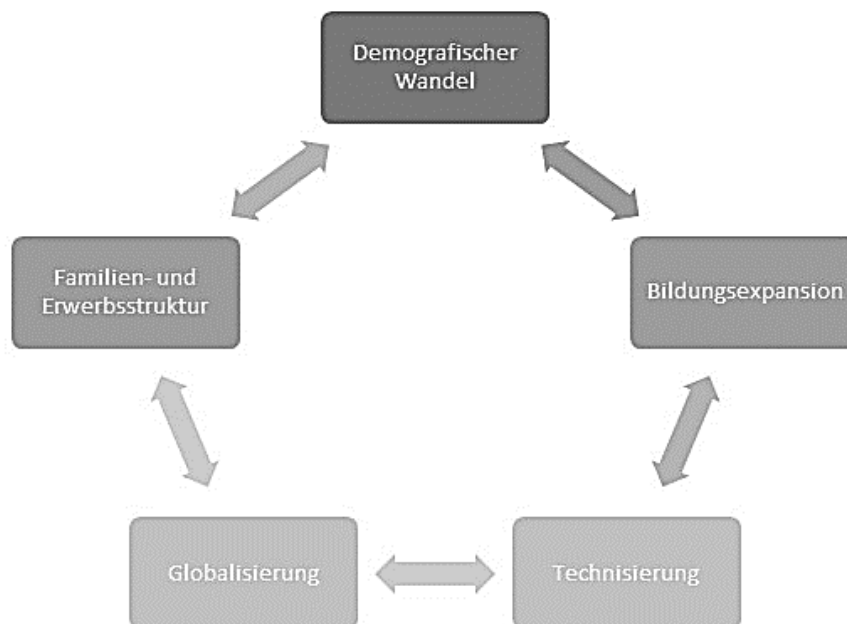 Demografischer
Wandel
Familien- und
Erwerbsstruktur
Bildungsexpansion
Globalisierung
Technisierung